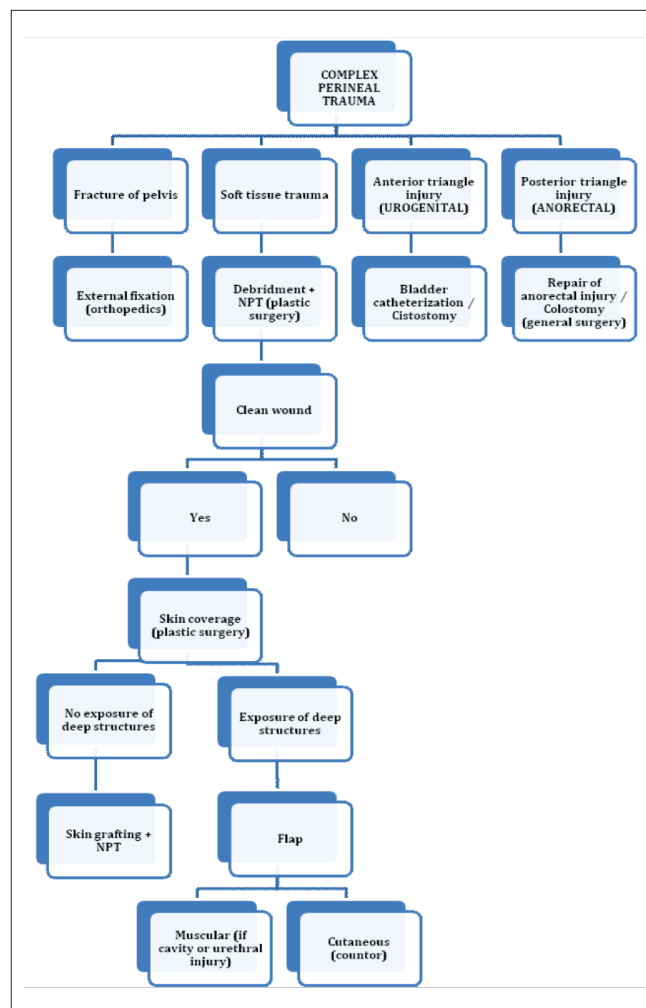 COMPLEX
PERINEAL
TRAUMA
Fracture of pelvis
Soft tissue trauma
Anterior triangle
injury
(UROGENITAL)
Posterior triangle
injury
(ANORECTAL)
External fixation
(orthopedics)
Debridment +
NPT (plastic
surgery)
Bladder
catheterization /
Cistostomy
Repair of
anorectal injury /
Colostomy
(general surgery)
Clean wound
Yes
No
Skin coverage
(plastic surgery)
No exposure of
deep structures
Exposure of deep
structures
Skin grafting +
NPT
Flap
Muscular (if
cavity or urethral
injury)
Cutaneous
(countor)